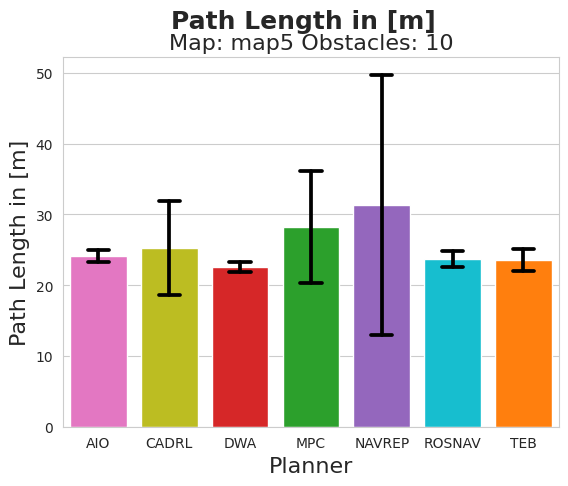 Path Length in [m]
Map: map5 Obstacles: 10
Path Length in [m]
50
40
30
20
10
0
AIO CADRL DWA MPC NAVREP ROSNAV TEB
Planner